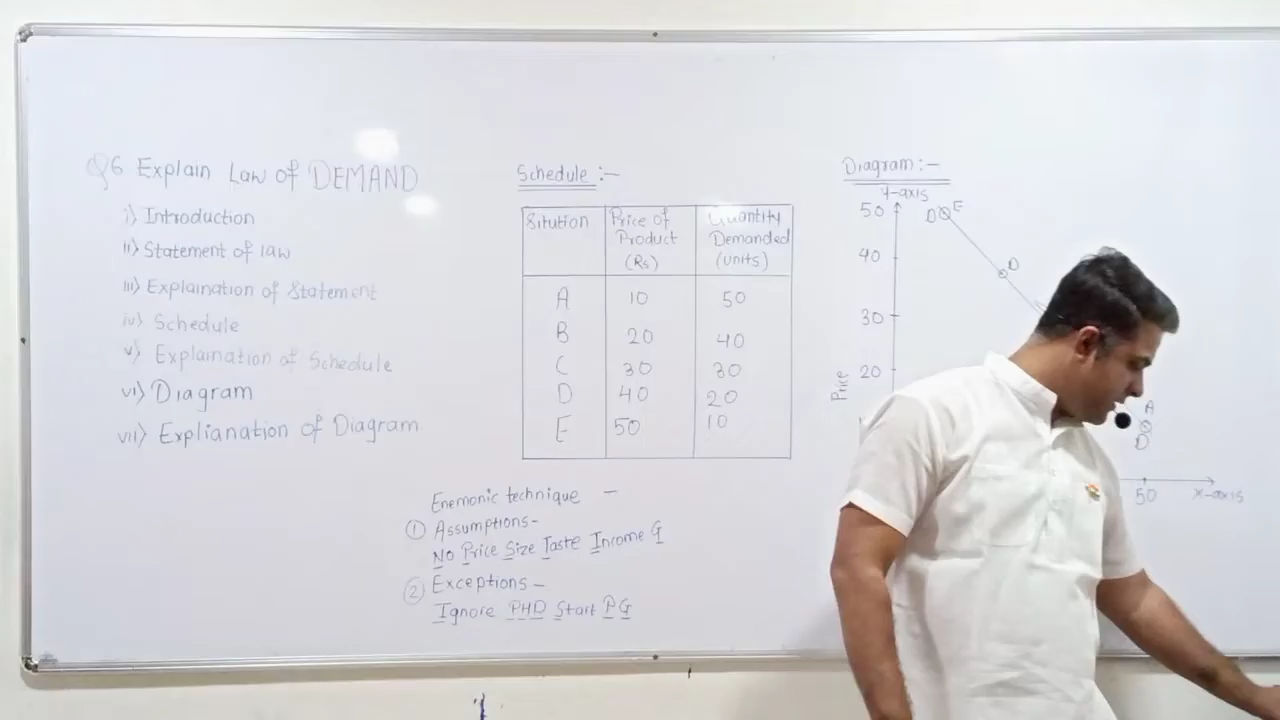 Q6 Explain Law of DEMAND
i) Introduction
ii) Statement of law
iii) Explaination of Statement
iv) Schedule
v) Explaination of Schedule
vi) Diagram
vii) Explianation of Diagram
Schedule :-
Sitution Price of Product (Rs) Quantity Demanded (units)
A 10 50
B 20 40
C 30 30
D 40 20
E 50 10
Enemonic technique -
① Assumptions-
No Price Size Taste Income G
② Exceptions-
Ignore PHD Start PG
Diagram :-
Y-axis
50 D E
40 D
30
20
Price
A
D
50 X-axis